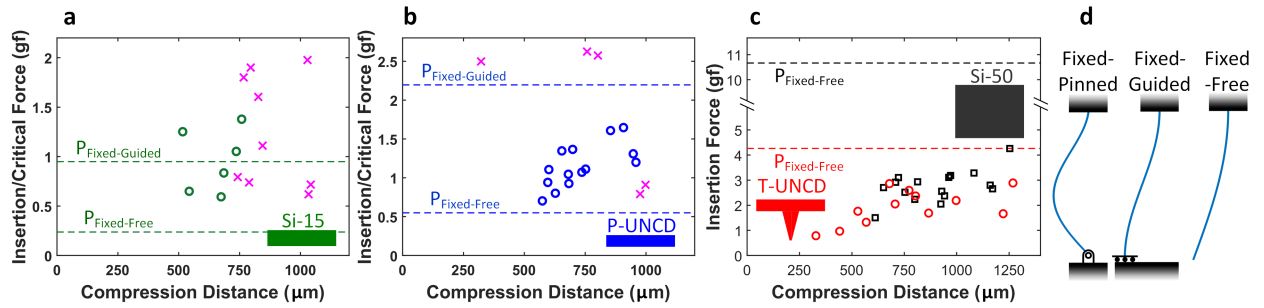 a
Insertion/Critical Force (gf)
2
1.5
1
0.5
0
P_Fixed-Guided
P_Fixed-Free
Si-15
0 250 500 750 1000
Compression Distance (μm)
b
Insertion/Critical Force (gf)
2.5
2
1.5
1
0.5
0
P_Fixed-Guided
P_Fixed-Free
P-UNCD
0 250 500 750 1000
Compression Distance (μm)
c
Insertion Force (gf)
11
10
5
4
3
2
1
0
P_Fixed-Free
Si-50
P_Fixed-Free
T-UNCD
0 250 500 750 1000 1250
Compression Distance (μm)
d
Fixed-
Pinned
Fixed-
Guided
Fixed
-Free